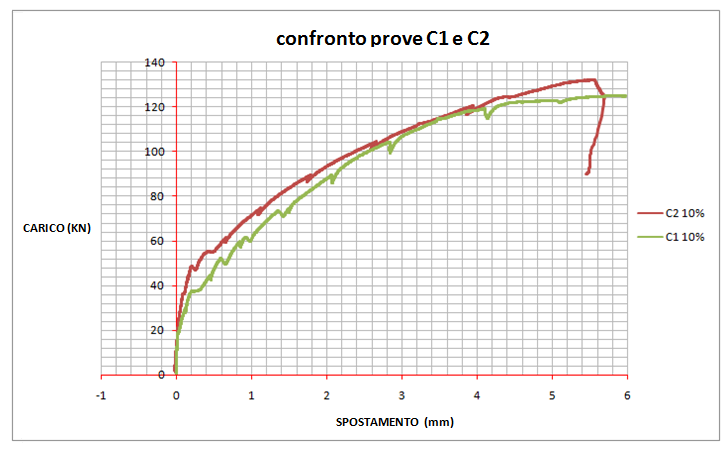 confronto prove C1 e C2
140
120
100
80
60
40
20
0
CARICO (KN)
-1 0 1 2 3 4 5 6
SPOSTAMENTO (mm)
C2 10%
C1 10%